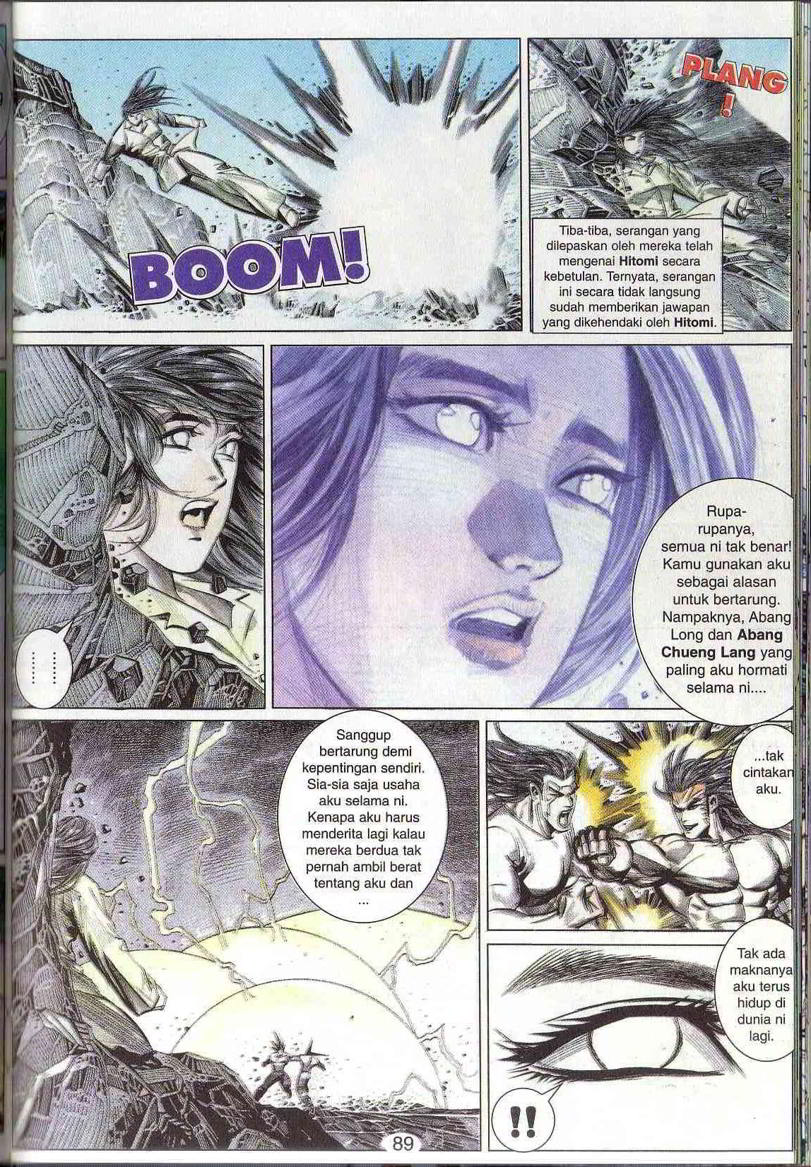 BOOM!
PLANG
!
Tiba-tiba, serangan yang
dilepaskan oleh mereka telah
mengenai Hitomi secara
kebetulan. Ternyata, serangan
ini secara tidak langsung
sudah memberikan jawapan
yang dikehendaki oleh Hitomi.
......
Rupa-
rupanya,
semua ni tak benar!
Kamu gunakan aku
sebagai alasan
untuk bertarung.
Nampaknya, Abang
Long dan Abang
Chueng Lang yang
paling aku hormati
selama ni....
Sanggup
bertarung demi
kepentingan sendiri.
Sia-sia saja usaha
aku selama ni.
Kenapa aku harus
menderita lagi kalau
mereka berdua tak
pernah ambil berat
tentang aku dan
...
...tak
cintakan
aku.
Tak ada
maknanya
aku terus
hidup di
dunia ni
lagi.
!!
89